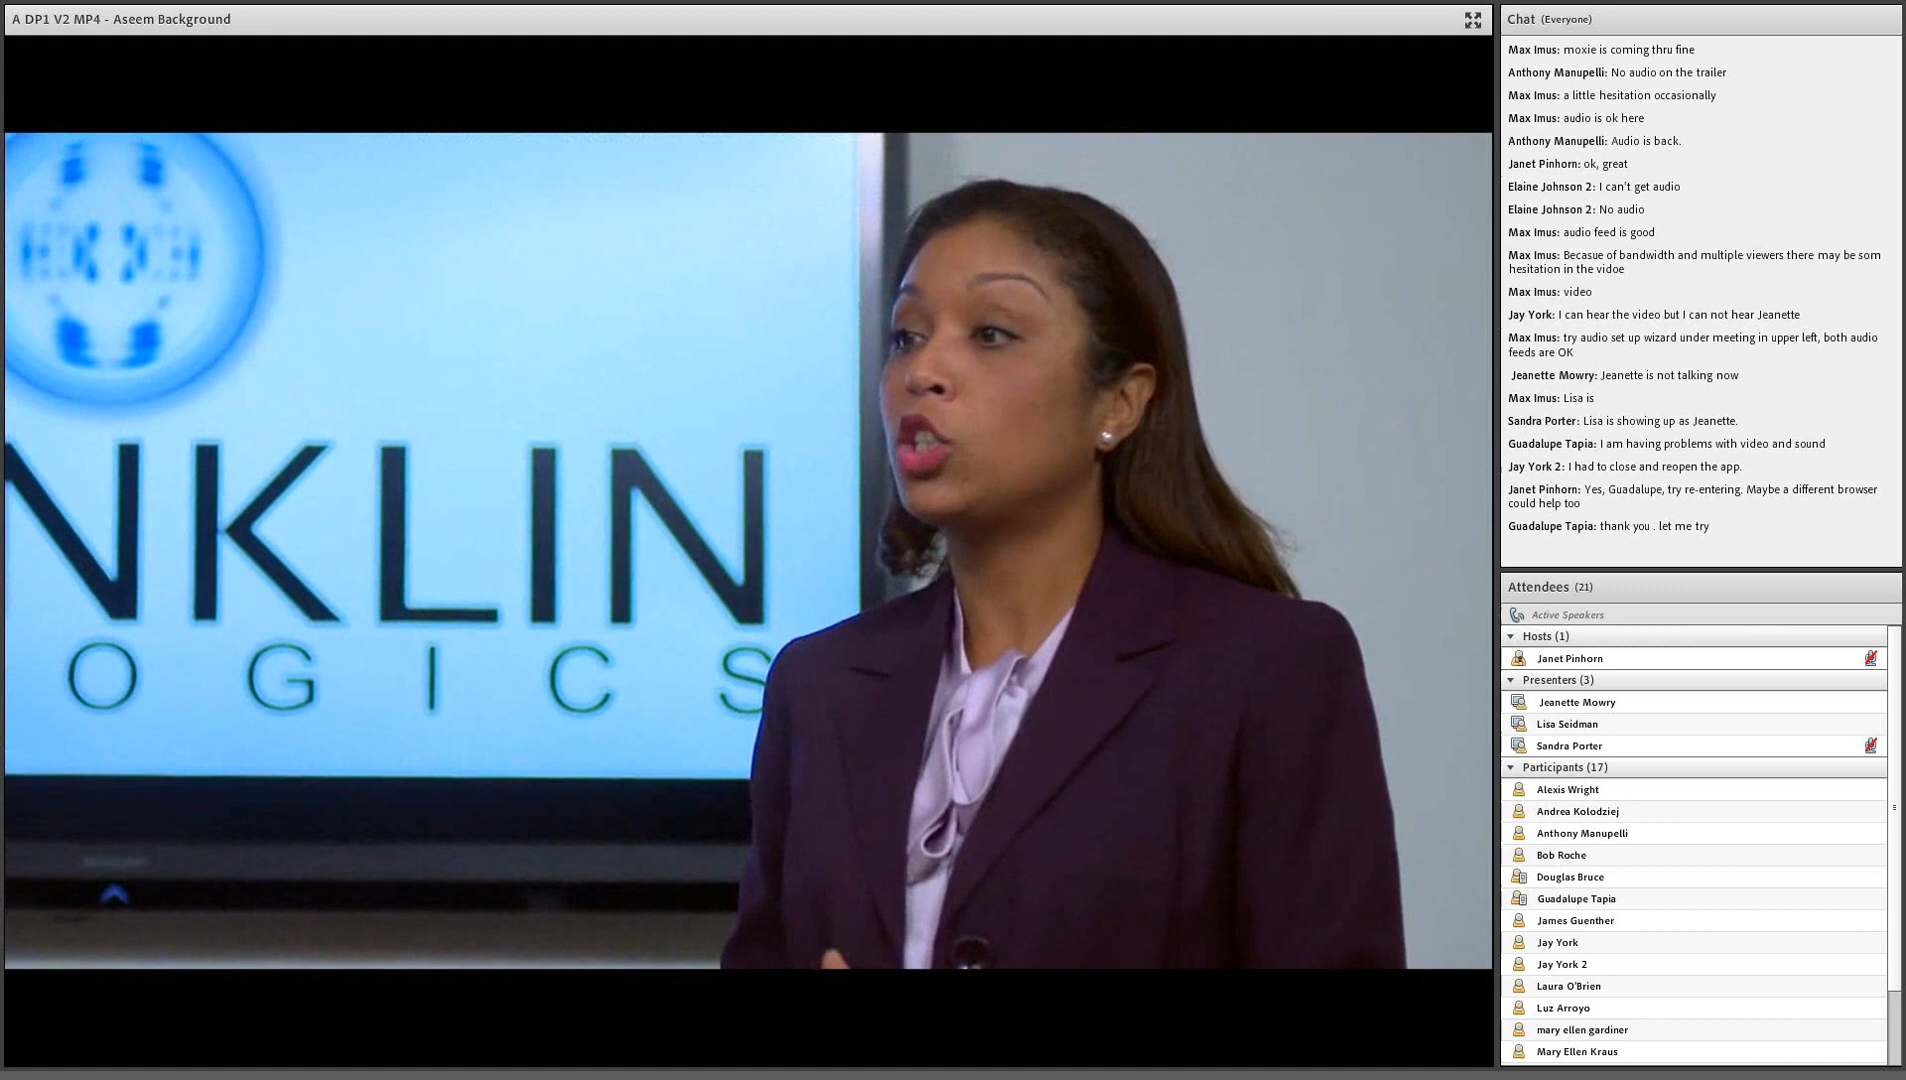 A DP1 V2 MP4 - Aseem Background
NKLIN
OGICS
Chat (Everyone)
Max Imus: moxie is coming thru fine
Anthony Manupelli: No audio on the trailer
Max Imus: a little hesitation occasionally
Max Imus: audio is ok here
Anthony Manupelli: Audio is back.
Janet Pinhorn: ok, great
Elaine Johnson 2: I can't get audio
Elaine Johnson 2: No audio
Max Imus: audio feed is good
Max Imus: Becasue of bandwidth and multiple viewers there may be som
hesitation in the vidoe
Max Imus: video
Jay York: I can hear the video but I can not hear Jeanette
Max Imus: try audio set up wizard under meeting in upper left, both audio
feeds are OK
Jeanette Mowry: Jeanette is not talking now
Max Imus: Lisa is
Sandra Porter: Lisa is showing up as Jeanette.
Guadalupe Tapia: I am having problems with video and sound
Jay York 2: I had to close and reopen the app.
Janet Pinhorn: Yes, Guadalupe, try re-entering. Maybe a different browser
could help too
Guadalupe Tapia: thank you . let me try
Attendees (21)
Active Speakers
Hosts (1)
Janet Pinhorn
Presenters (3)
Jeanette Mowry
Lisa Seidman
Sandra Porter
Participants (17)
Alexis Wright
Andrea Kolodziej
Anthony Manupelli
Bob Roche
Douglas Bruce
Guadalupe Tapia
James Guenther
Jay York
Jay York 2
Laura O'Brien
Luz Arroyo
mary ellen gardiner
Mary Ellen Kraus